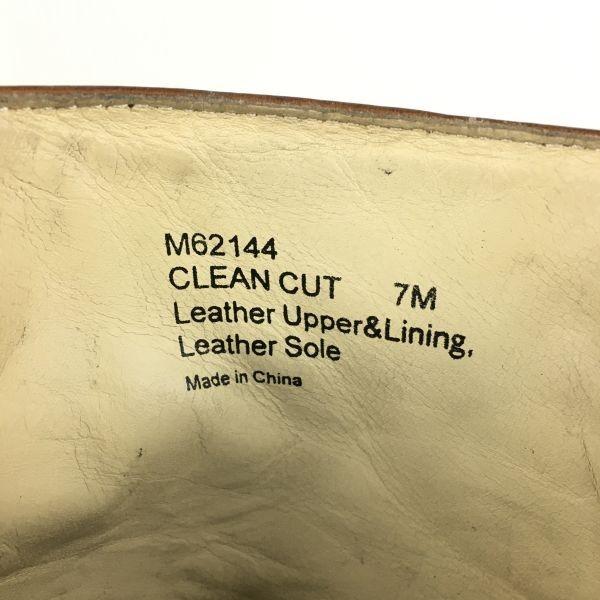 M62144
CLEAN CUT 7M
Leather Upper&Lining,
Leather Sole
Made in China